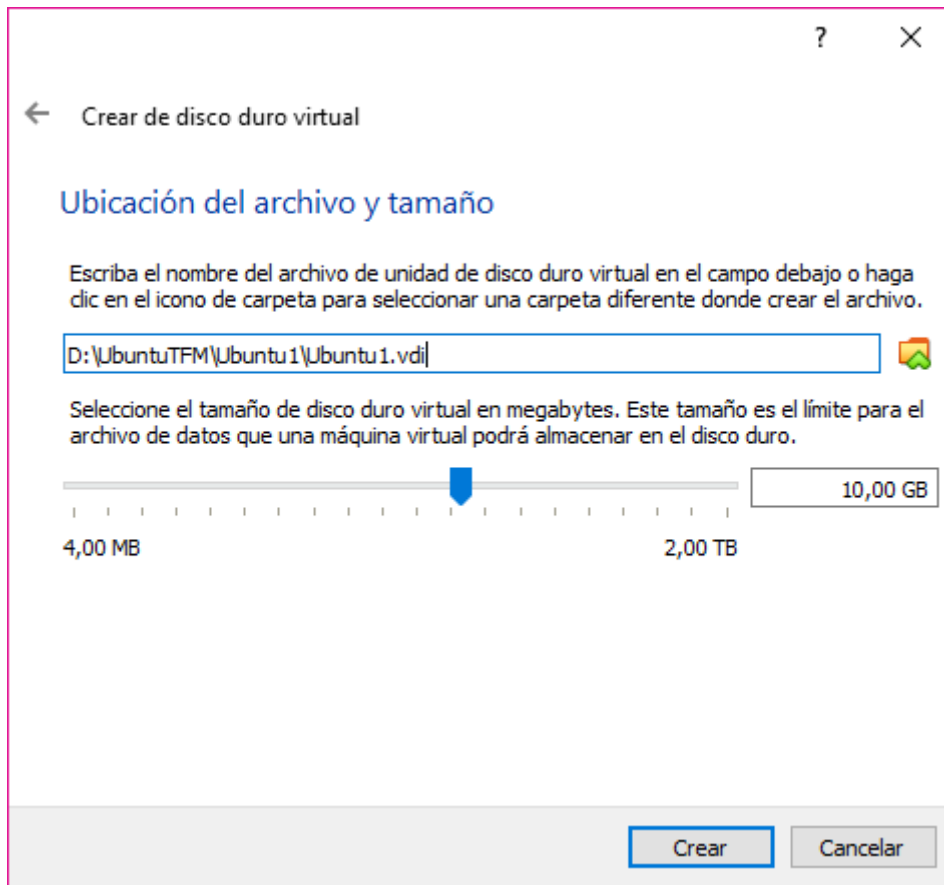 ?
Crear de disco duro virtual
Ubicación del archivo y tamaño
Escriba el nombre del archivo de unidad de disco duro virtual en el campo debajo o haga
clic en el icono de carpeta para seleccionar una carpeta diferente donde crear el archivo.
D:\UbuntuTFM\Ubuntu1\Ubuntu1.vdi
Seleccione el tamaño de disco duro virtual en megabytes. Este tamaño es el límite para el
archivo de datos que una máquina virtual podrá almacenar en el disco duro.
10,00 GB
4,00 MB 2,00 TB
Crear Cancelar